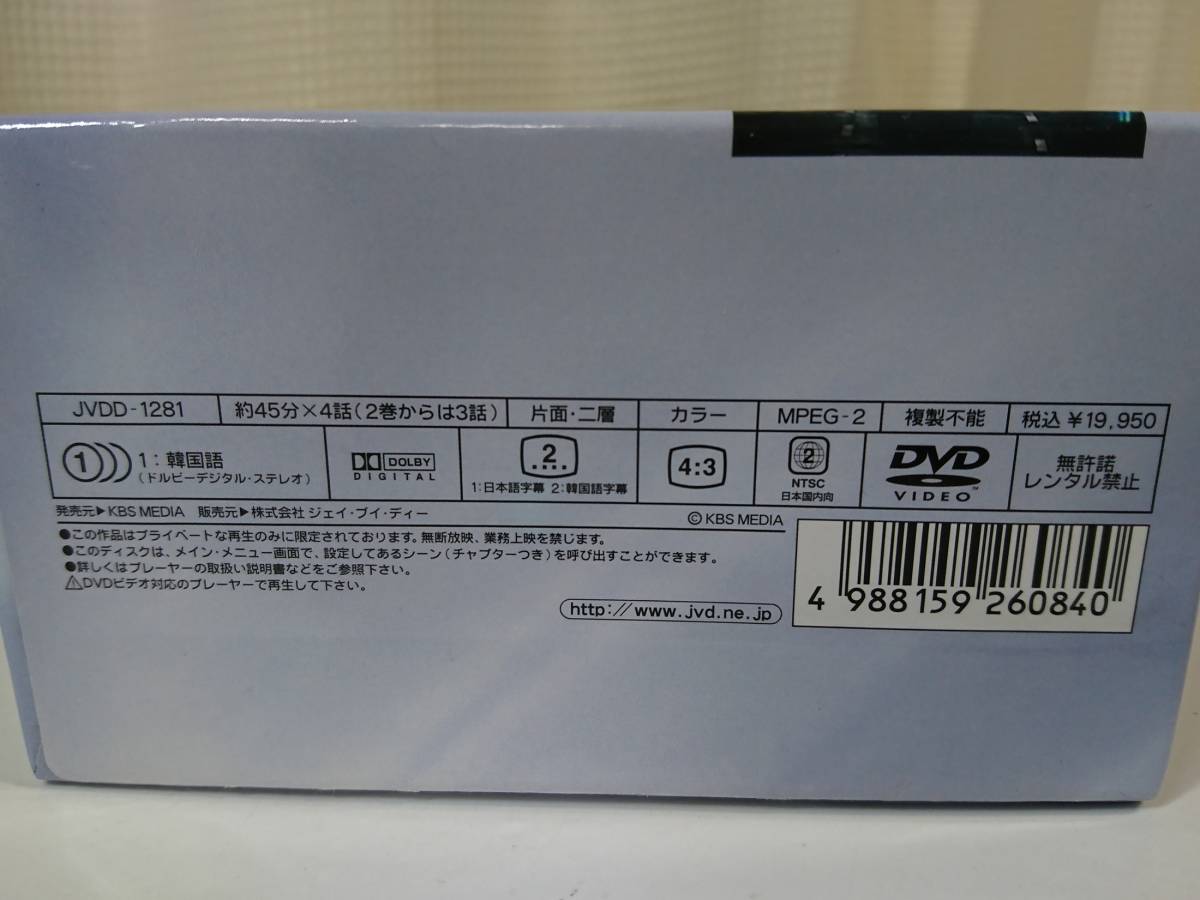 JVDD-1281 約45分×4話(2巻からは3話) 片面・二層 カラー MPEG-2 複製不能 税込 ¥19,950
1 1:韓国語
(ドルビーデジタル・ステレオ)
DOLBY
DIGITAL
2
1:日本語字幕 2:韓国語字幕
4:3
2
NTSC
日本国内向
DVD
VIDEO
TM
無許諾
レンタル禁止
発売元▶KBS MEDIA 販売元▶株式会社 ジェイ・ブイ・ディー
©KBS MEDIA
●この作品はプライベートな再生のみに限定されております。無断放映、業務上映を禁じます。
●このディスクは、メイン・メニュー画面で、設定してあるシーン(チャプターつき)を呼び出すことができます。
●詳しくはプレーヤーの取扱い説明書などをご参照下さい。
⚠DVDビデオ対応のプレーヤーで再生して下さい。
http://www.jvd.ne.jp
4 988159 260840